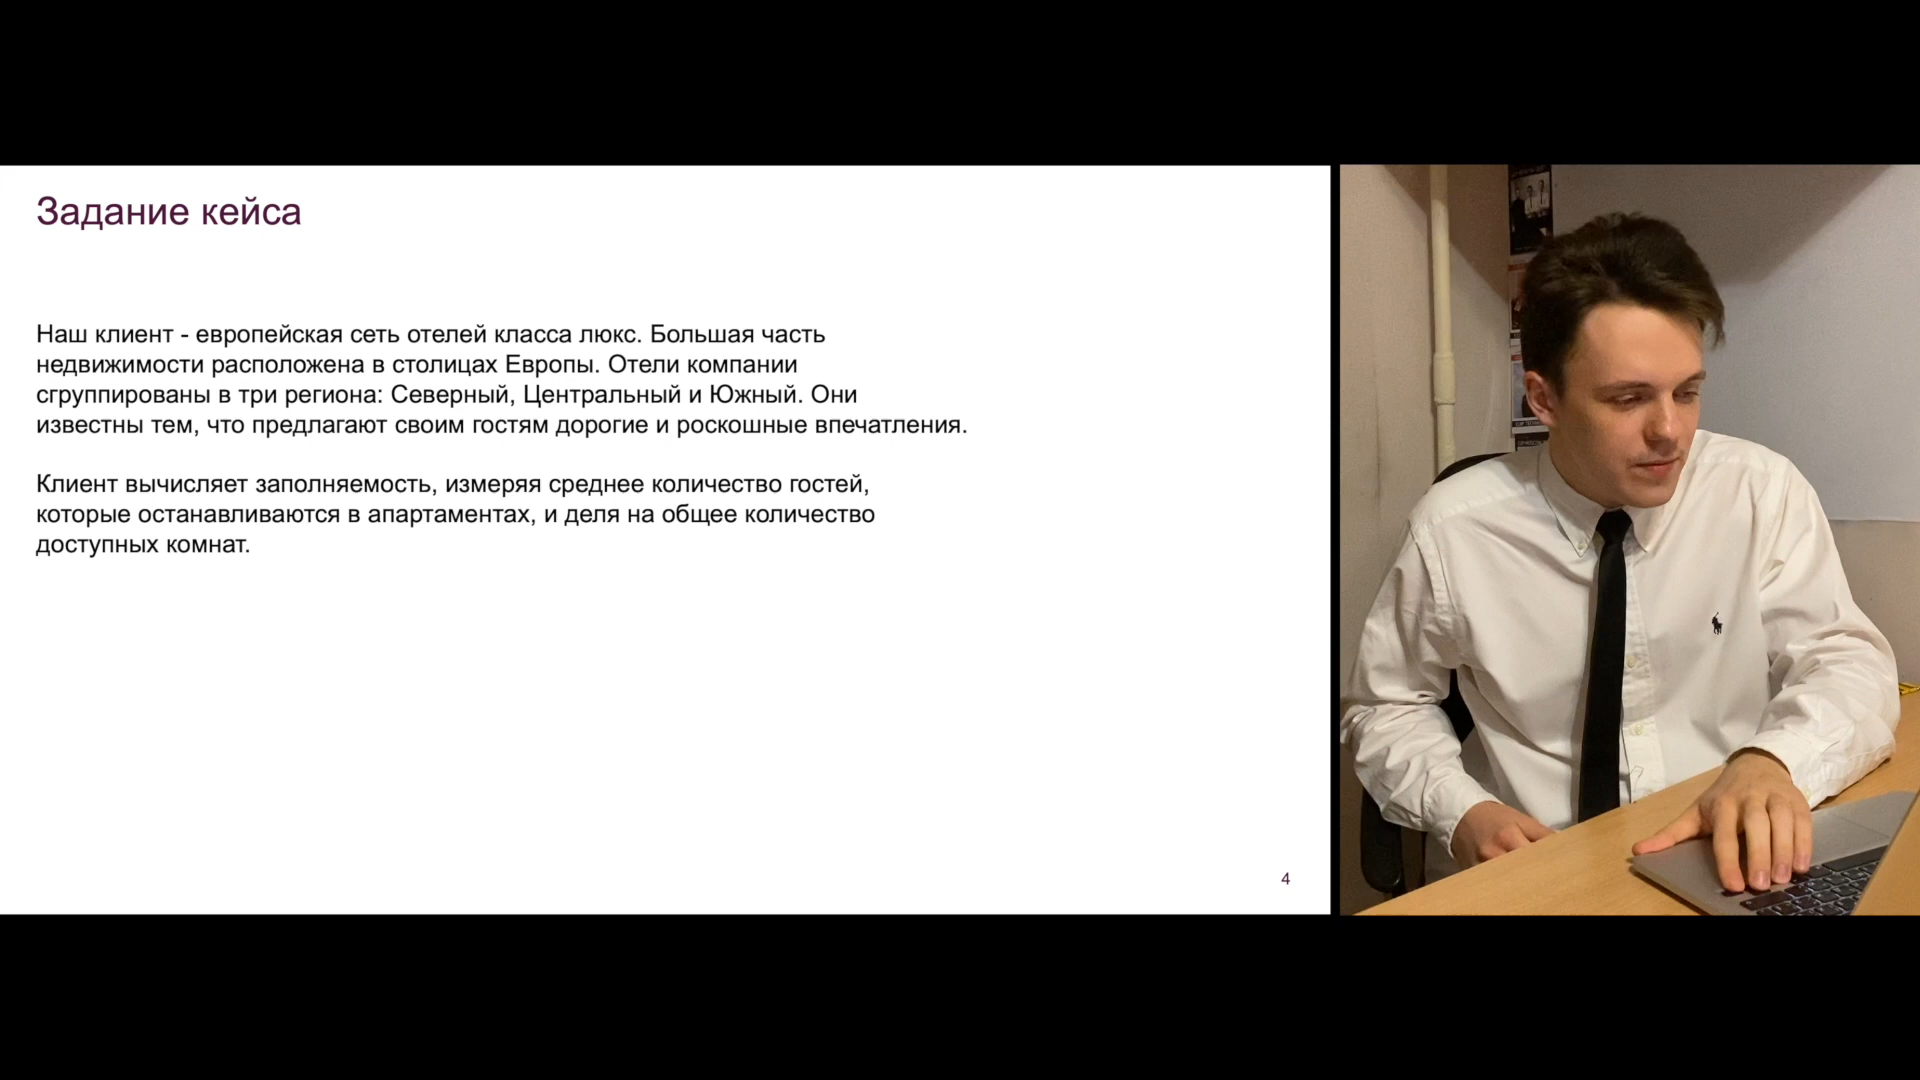 Задание кейса
Наш клиент - европейская сеть отелей класса люкс. Большая часть
недвижимости расположена в столицах Европы. Отели компании
сгруппированы в три региона: Северный, Центральный и Южный. Они
известны тем, что предлагают своим гостям дорогие и роскошные впечатления.
Клиент вычисляет заполняемость, измеряя среднее количество гостей,
которые останавливаются в апартаментах, и деля на общее количество
доступных комнат.
4